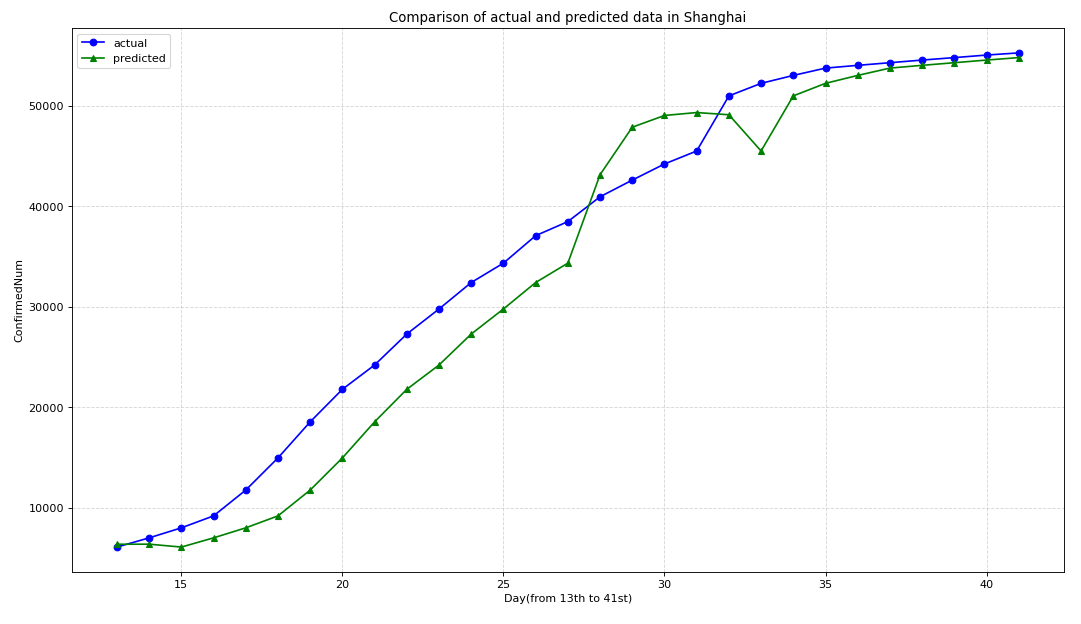 Comparison of actual and predicted data in Shanghai
actual
predicted
50000
40000
30000
20000
10000
ConfirmedNum
15 20 25 30 35 40
Day(from 13th to 41st)